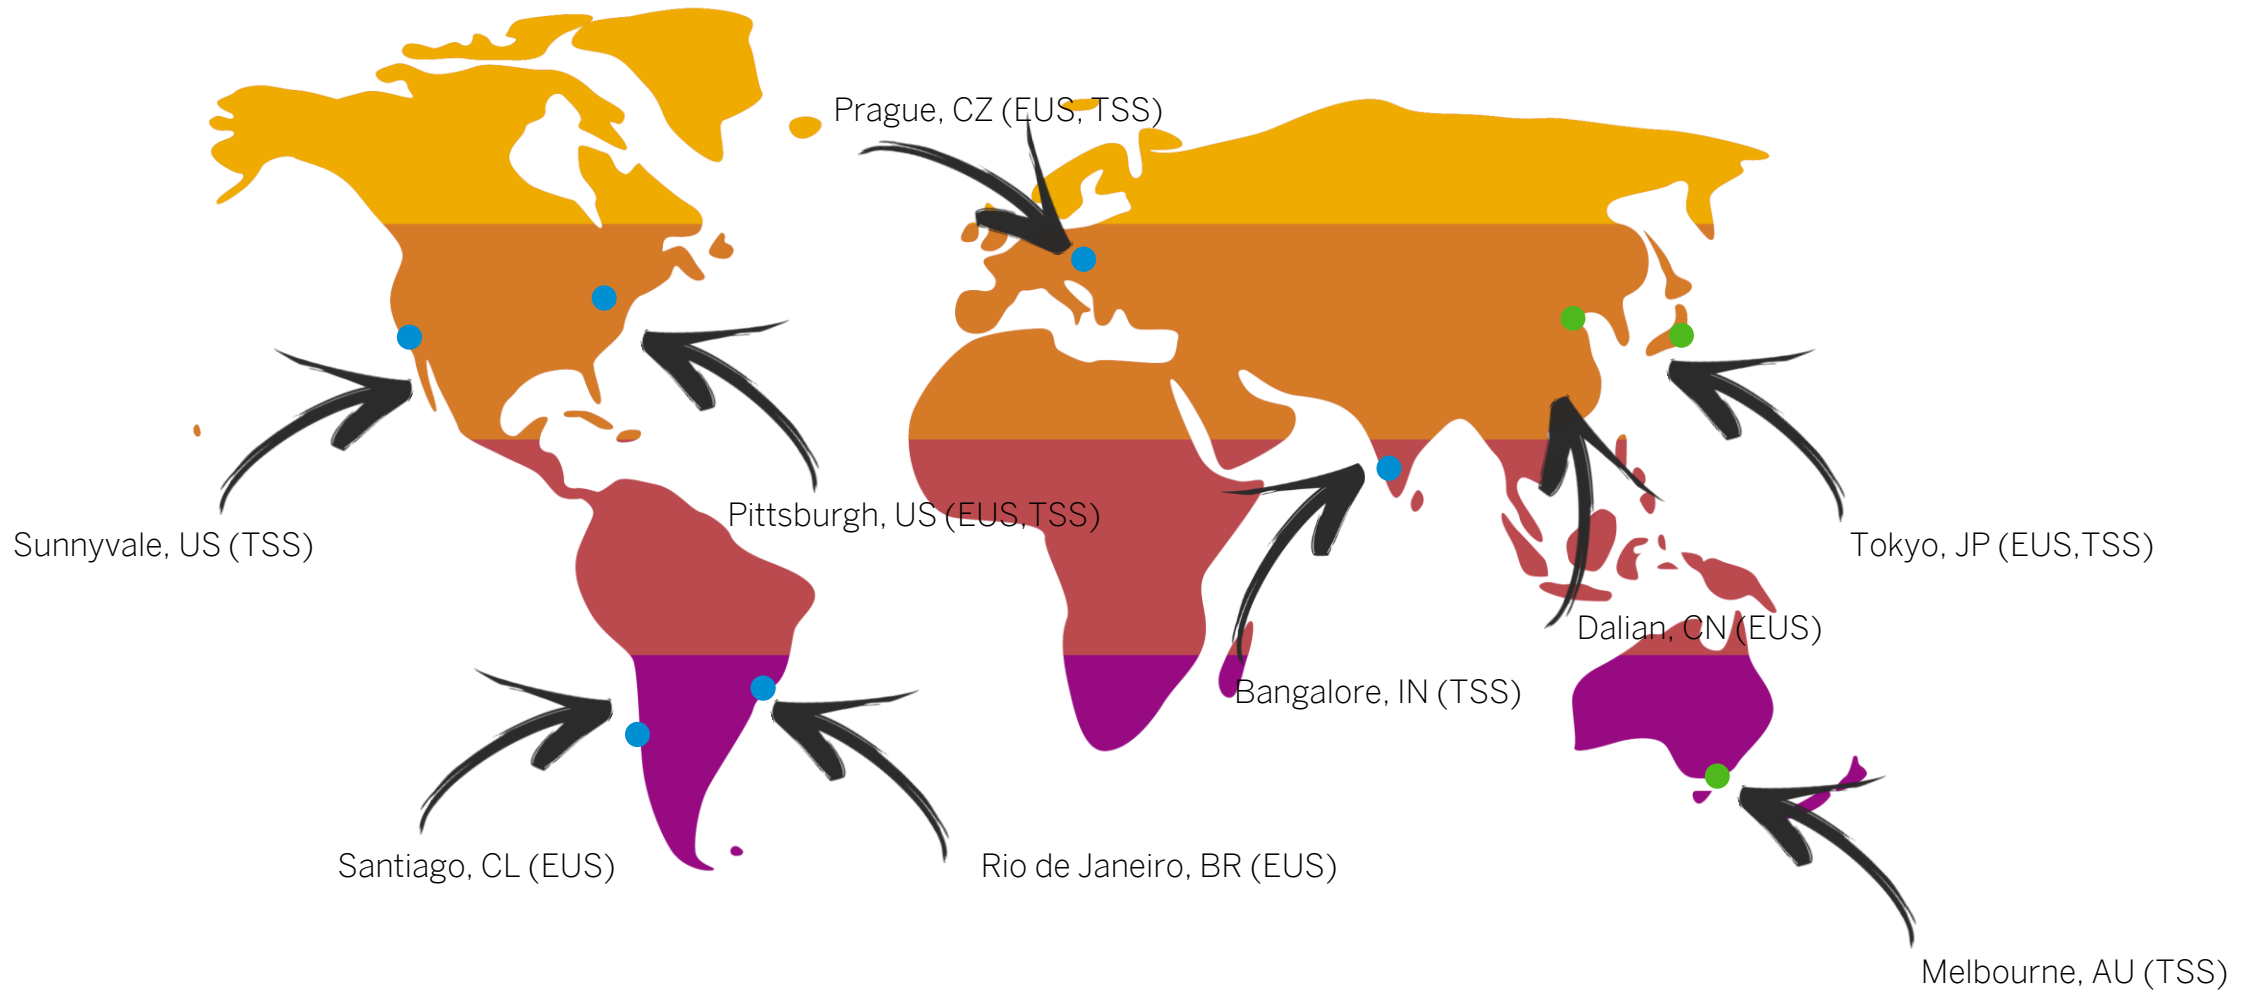 Prague, CZ (EUS, TSS)
Pittsburgh, US (EUS,TSS)
Sunnyvale, US (TSS)
Tokyo, JP (EUS,TSS)
Dalian, CN (EUS)
Bangalore, IN (TSS)
Santiago, CL (EUS)
Rio de Janeiro, BR (EUS)
Melbourne, AU (TSS)